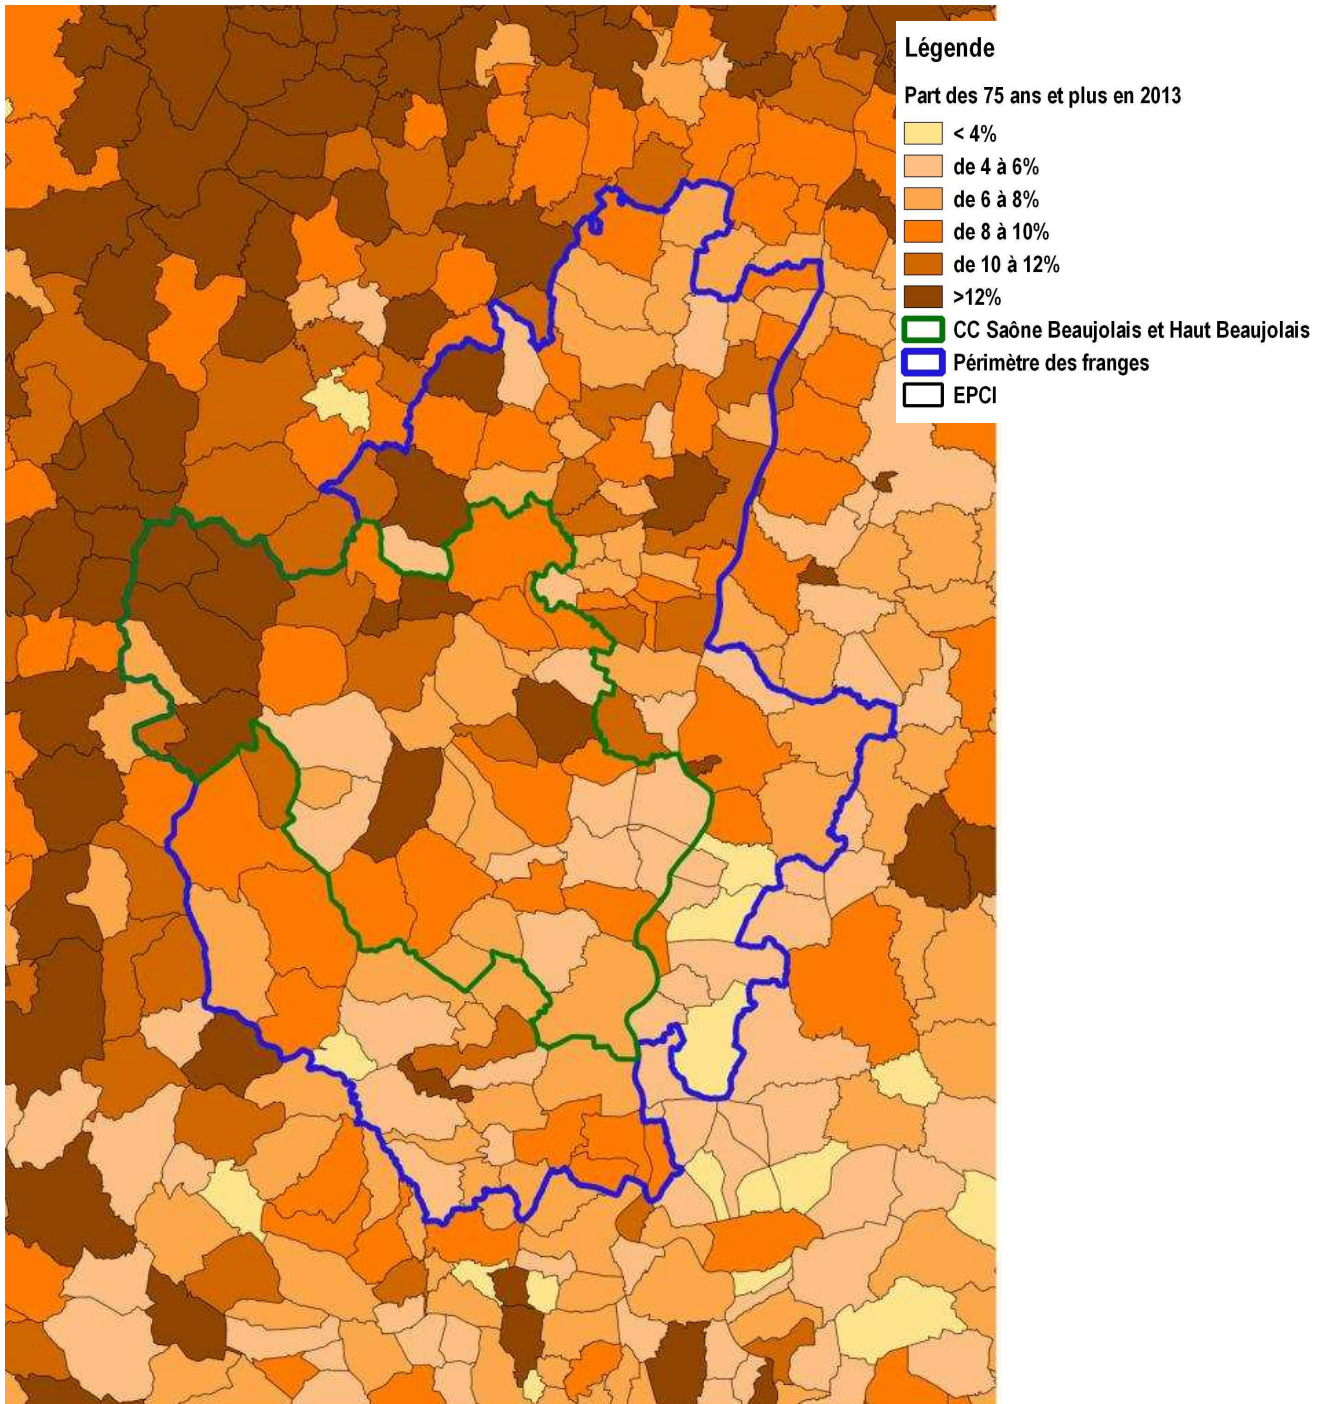 Légende
Part des 75 ans et plus en 2013
< 4%
de 4 à 6%
de 6 à 8%
de 8 à 10%
de 10 à 12%
>12%
CC Saône Beaujolais et Haut Beaujolais
Périmètre des franges
EPCI